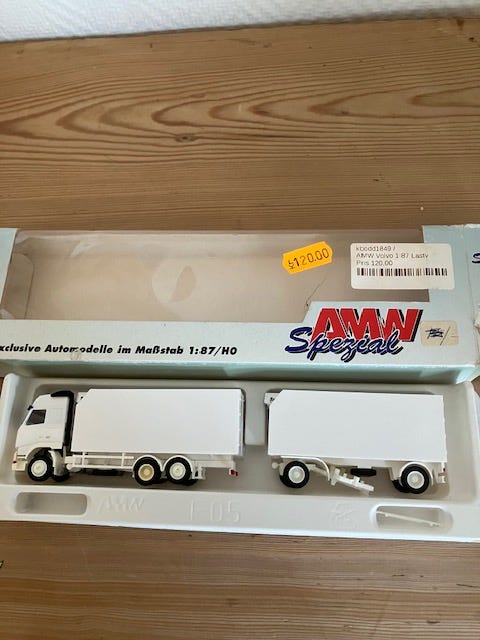 120.00
kbodd1849 /
AMW Volvo 1:87 Lastv
Pris 120,00
AMW
Spezial
xclusive Automodelle im Maßstab 1:87/HO
AMW